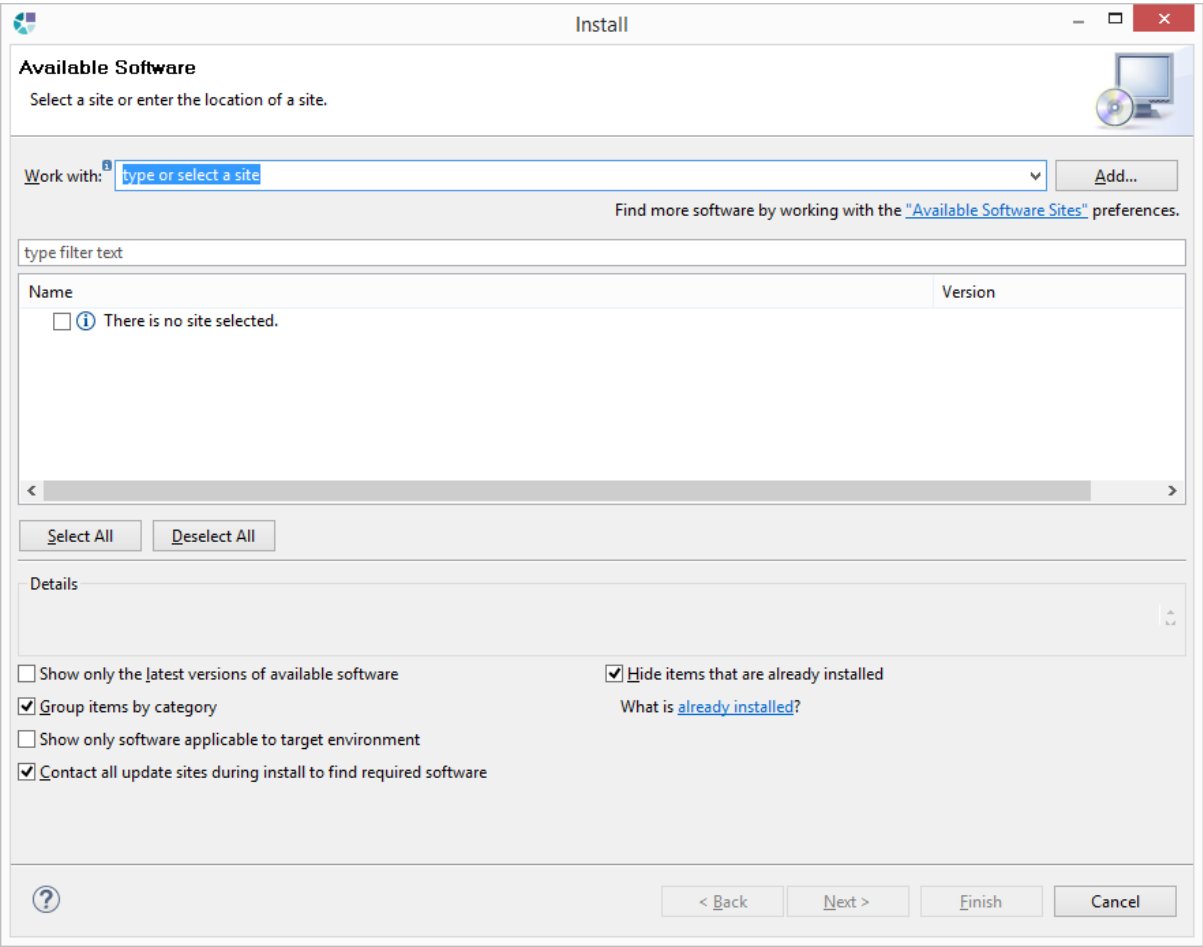 Install
Available Software
Select a site or enter the location of a site.
Work with: type or select a site Add...
Find more software by working with the "Available Software Sites" preferences.
type filter text
Name Version
There is no site selected.
Select All Deselect All
Details
Show only the latest versions of available software Hide items that are already installed
Group items by category What is already installed?
Show only software applicable to target environment
Contact all update sites during install to find required software
< Back Next > Finish Cancel